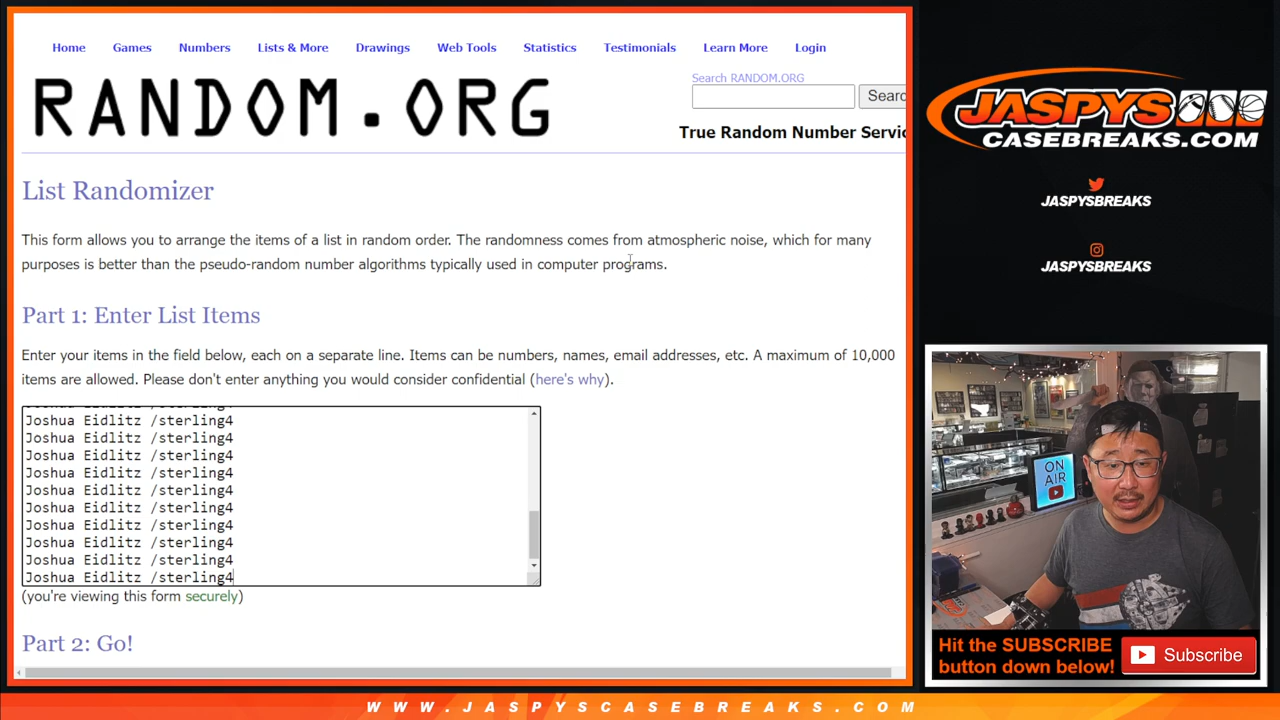 Home Games Numbers Lists & More Drawings Web Tools Statistics Testimonials Learn More Login
RANDOM.ORG
Search RANDOM.ORG
True Random Number
List Randomizer
This form allows you to arrange the items of a list in random order. The randomness comes from atmospheric noise, which for many
purposes is better than the pseudo-random number algorithms typically used in computer programs.
Part 1: Enter List Items
Enter your items in the field below, each on a separate line. Items can be numbers, names, email addresses, etc. A maximum of 10,000
items are allowed. Please don't enter anything you would consider confidential (here's why).
Joshua Eidlitz /sterling4
Joshua Eidlitz /sterling4
Joshua Eidlitz /sterling4
Joshua Eidlitz /sterling4
Joshua Eidlitz /sterling4
Joshua Eidlitz /sterling4
Joshua Eidlitz /sterling4
Joshua Eidlitz /sterling4
Joshua Eidlitz /sterling4
Joshua Eidlitz /sterling4
(you're viewing this form securely)
Part 2: Go!
JASPYS
CASEBREAKS.COM
JASPYSBREAKS
JASPYSBREAKS
ON
AIR
Hit the SUBSCRIBE
button down below!
Subscribe
WWW.JASPYSCASEBREAKS.COM